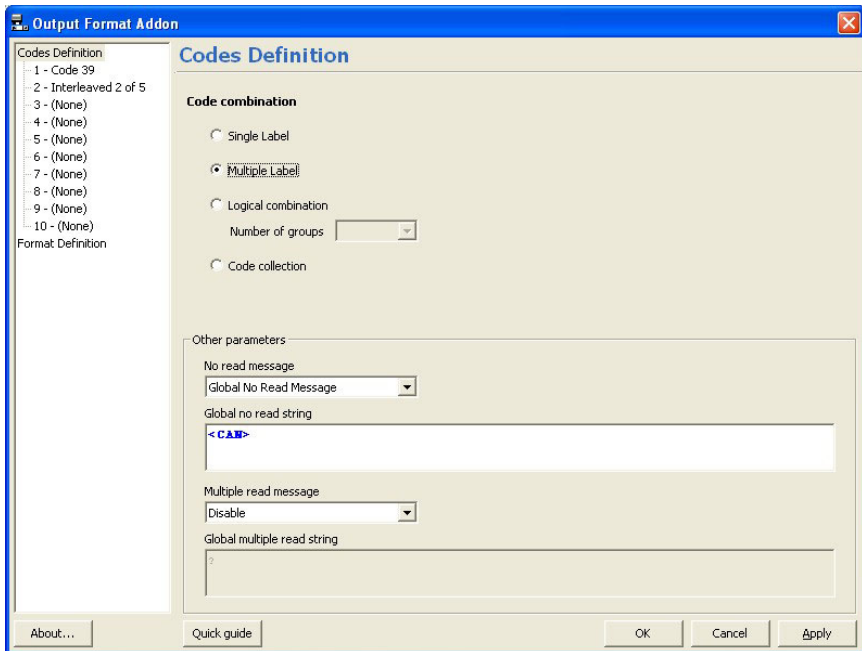 Output Format Addon
Codes Definition
1 - Code 39
2 - Interleaved 2 of 5
3 - (None)
4 - (None)
5 - (None)
6 - (None)
7 - (None)
8 - (None)
9 - (None)
10 - (None)
Format Definition
Codes Definition
Code combination
Single Label
Multiple Label
Logical combination
Number of groups
Code collection
Other parameters
No read message
Global No Read Message
Global no read string
<CAN>
Multiple read message
Disable
Global multiple read string
?
About...
Quick guide
OK
Cancel
Apply